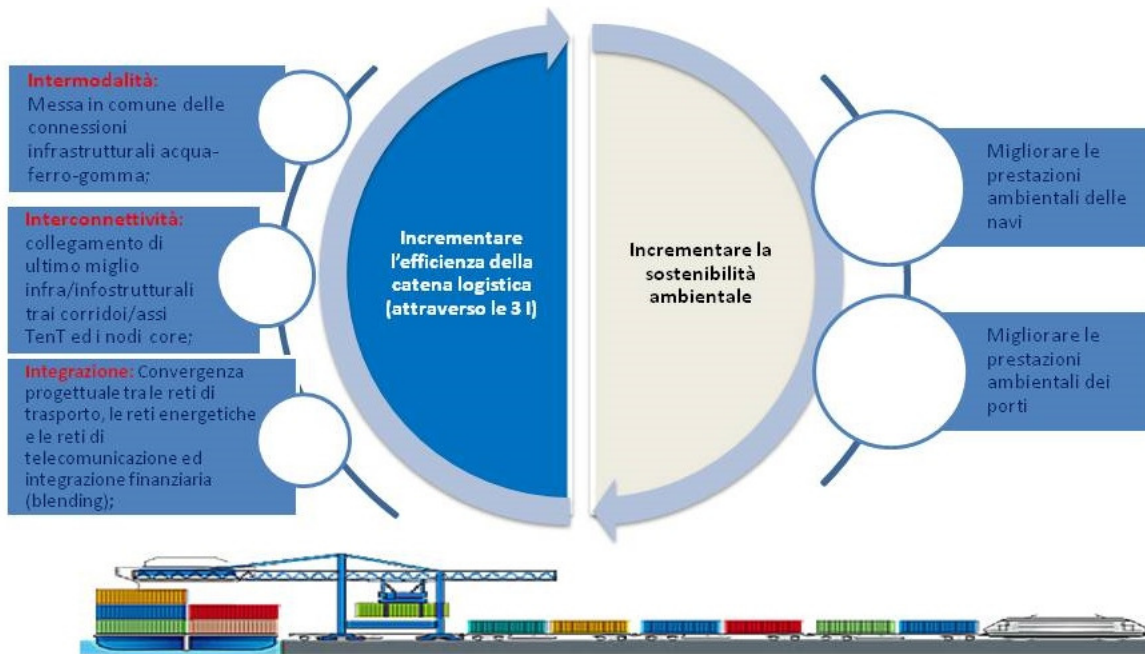 Intermodalità:
Messa in comune delle
connessioni
infrastrutturali acqua-
ferro-gomma;
Interconnettività:
collegamento di
ultimo miglio
infra/infostrutturali
trai corridoi/assi
TenT ed i nodi core;
Integrazione: Convergenza
progettuale tra le reti di
trasporto, le reti energetiche
e le reti di
telecomunicazione ed
integrazione finanziaria
(blending);
Incrementare
l’efficienza della
catena logistica
(attraverso le 3 I)
Incrementare la
sostenibilità
ambientale
Migliorare le
prestazioni
ambientali delle
navi
Migliorare le
prestazioni
ambientali dei
porti